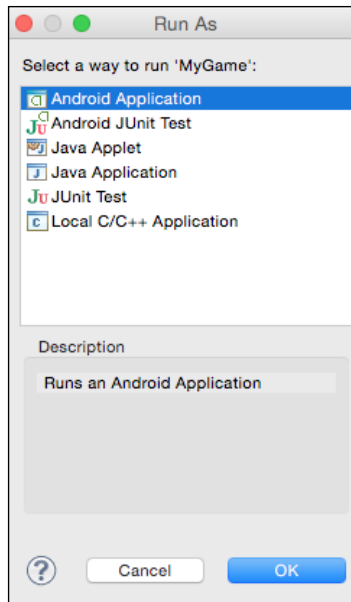 Run As
Select a way to run 'MyGame':
Android Application
Android JUnit Test
Java Applet
Java Application
JUnit Test
Local C/C++ Application
Description
Runs an Android Application
? Cancel OK